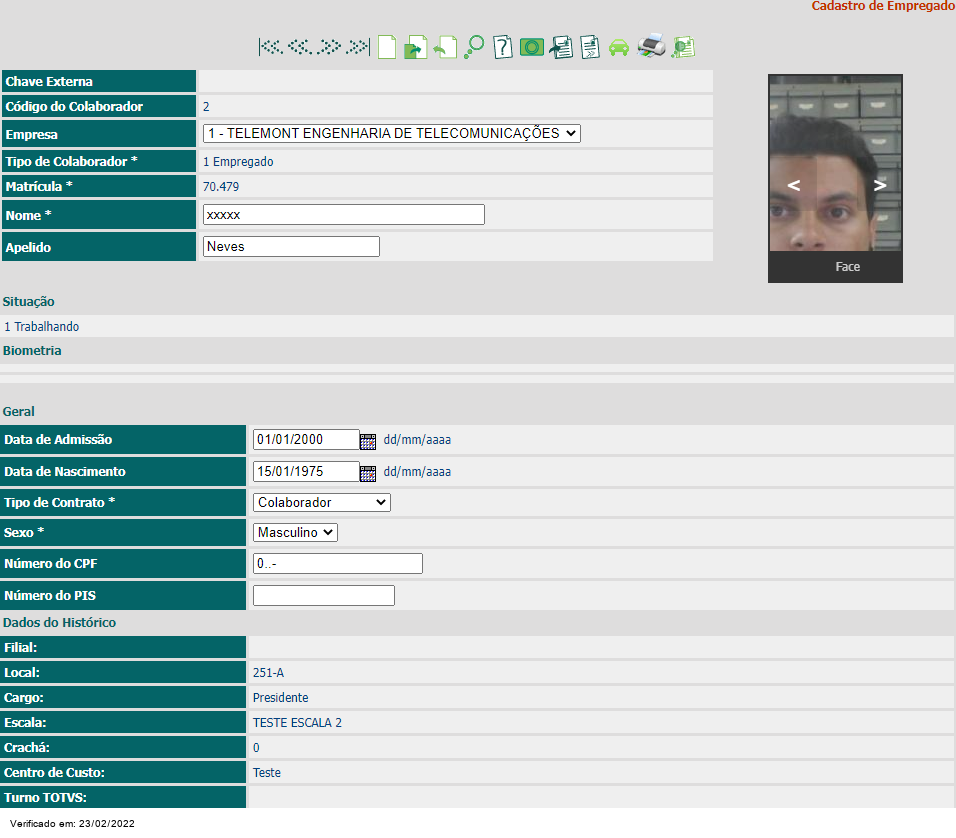 Cadastro de Empregado
Chave Externa
Código do Colaborador 2
Empresa 1 - TELEMONT ENGENHARIA DE TELECOMUNICAÇÕES
Tipo de Colaborador * 1 Empregado
Matrícula * 70.479
Nome * xxxxx
Apelido Neves
< >
Face
Situação
1 Trabalhando
Biometria
Geral
Data de Admissão 01/01/2000 dd/mm/aaaa
Data de Nascimento 15/01/1975 dd/mm/aaaa
Tipo de Contrato * Colaborador
Sexo * Masculino
Número do CPF 0..-
Número do PIS
Dados do Histórico
Filial:
Local: 251-A
Cargo: Presidente
Escala: TESTE ESCALA 2
Crachá: 0
Centro de Custo: Teste
Turno TOTVS:
Verificado em: 23/02/2022